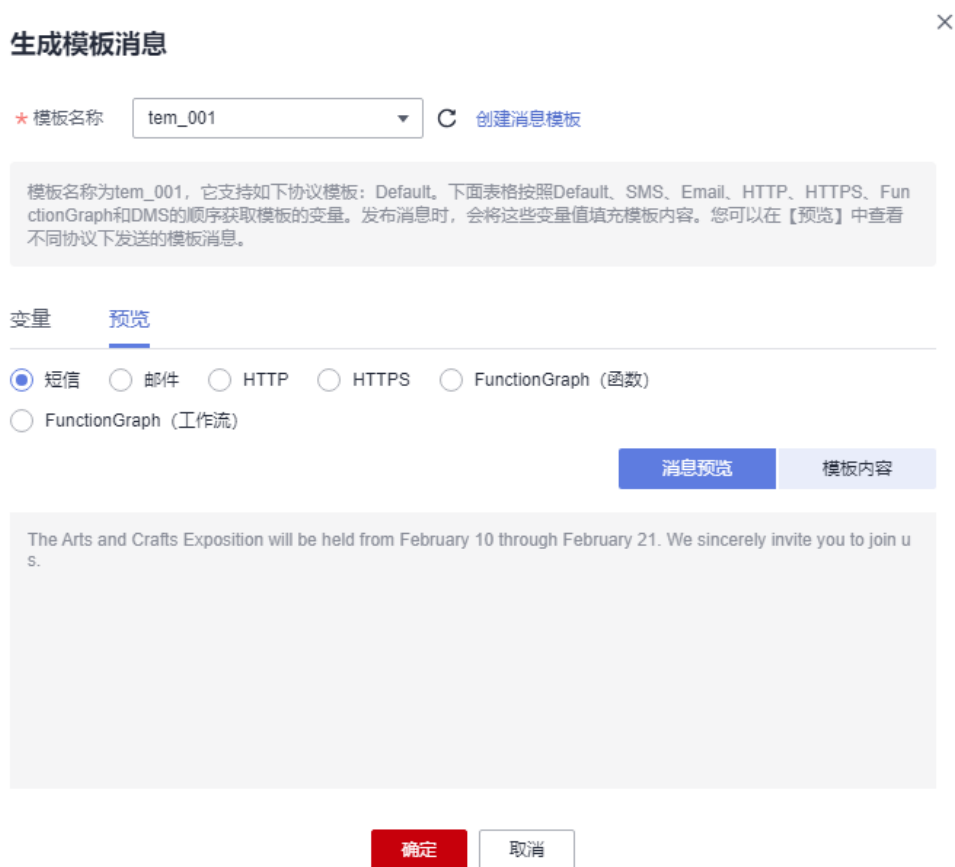 生成模板消息
* 模板名称 tem_001 创建消息模板
模板名称为tem_001，它支持如下协议模板：Default。下面表格按照Default、SMS、Email、HTTP、HTTPS、Fun
ctionGraph和DMS的顺序获取模板的变量。发布消息时，会将这些变量值填充模板内容。您可以在【预览】中查看
不同协议下发送的模板消息。
变量 预览
短信 邮件 HTTP HTTPS FunctionGraph（函数）
FunctionGraph（工作流）
消息预览 模板内容
The Arts and Crafts Exposition will be held from February 10 through February 21. We sincerely invite you to join u
s.
确定 取消